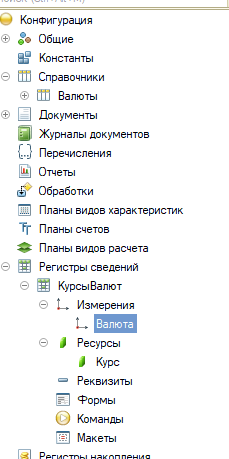 Конфигурация
Общие
Константы
Справочники
Валюты
Документы
Журналы документов
Перечисления
Отчеты
Обработки
Планы видов характеристик
Планы счетов
Планы видов расчета
Регистры сведений
КурсыВалют
Измерения
Валюта
Ресурсы
Курс
Реквизиты
Формы
Команды
Макеты
Регистры накопления